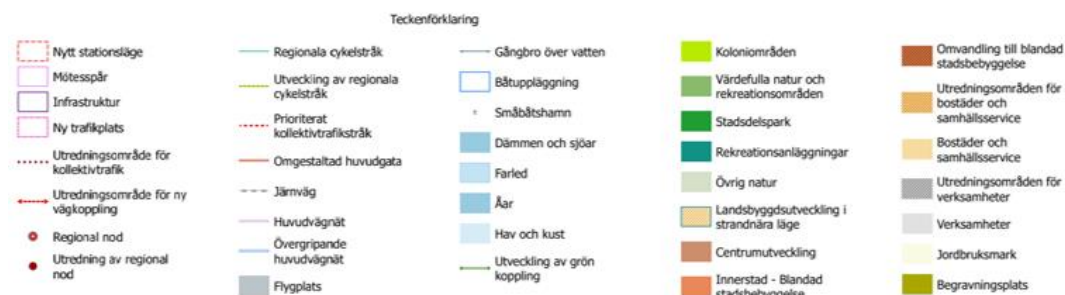 Teckenförklaring
Nytt stationsläge
Mötesspår
Infrastruktur
Ny trafikplats
Utredningsområde för
kollektivtrafik
Utredningsområde för ny
vägkoppling
Regional nod
Utredning av regional
nod
Regionala cykelstråk
Utveckling av regionala
cykelstråk
Prioriterat
kollektivtrafikstråk
Omgestaltad huvudgata
Järnväg
Huvudvägnät
Övergripande
huvudvägnät
Flygplats
Gångbro över vatten
Båtuppläggning
Småbåtshamn
Dämmen och sjöar
Farled
Åar
Hav och kust
Utveckling av grön
koppling
Koloniområden
Värdefulla natur och
rekreationsområden
Stadsdelspark
Rekreationsanläggningar
Övrig natur
Landsbyggdsutveckling i
strandnära läge
Centrumutveckling
Innerstad - Blandad
stadsbebyggelse
Omvandling till blandad
stadsbebyggelse
Utredningsområden för
bostäder och
samhällsservice
Bostäder och
samhällsservice
Utredningsområden för
verksamheter
Verksamheter
Jordbruksmark
Begravningsplats